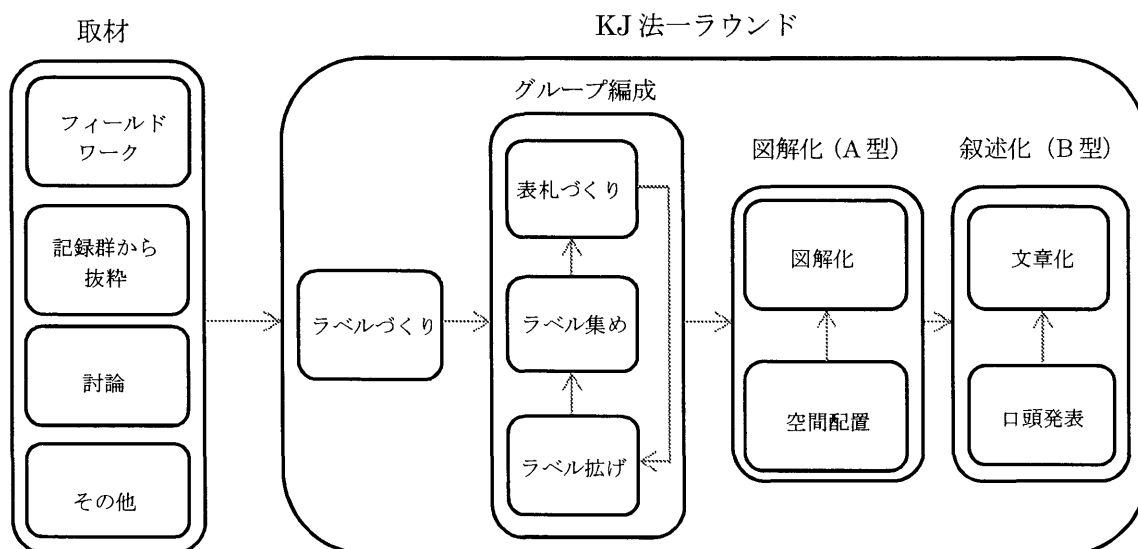 取材
フィールド
ワーク
記録群から
抜粋
討論
その他
KJ 法一ラウンド
ラベルづくり
グループ編成
表札づくり
ラベル集め
ラベル拡げ
図解化 (A 型)
図解化
空間配置
叙述化 (B 型)
文章化
口頭発表